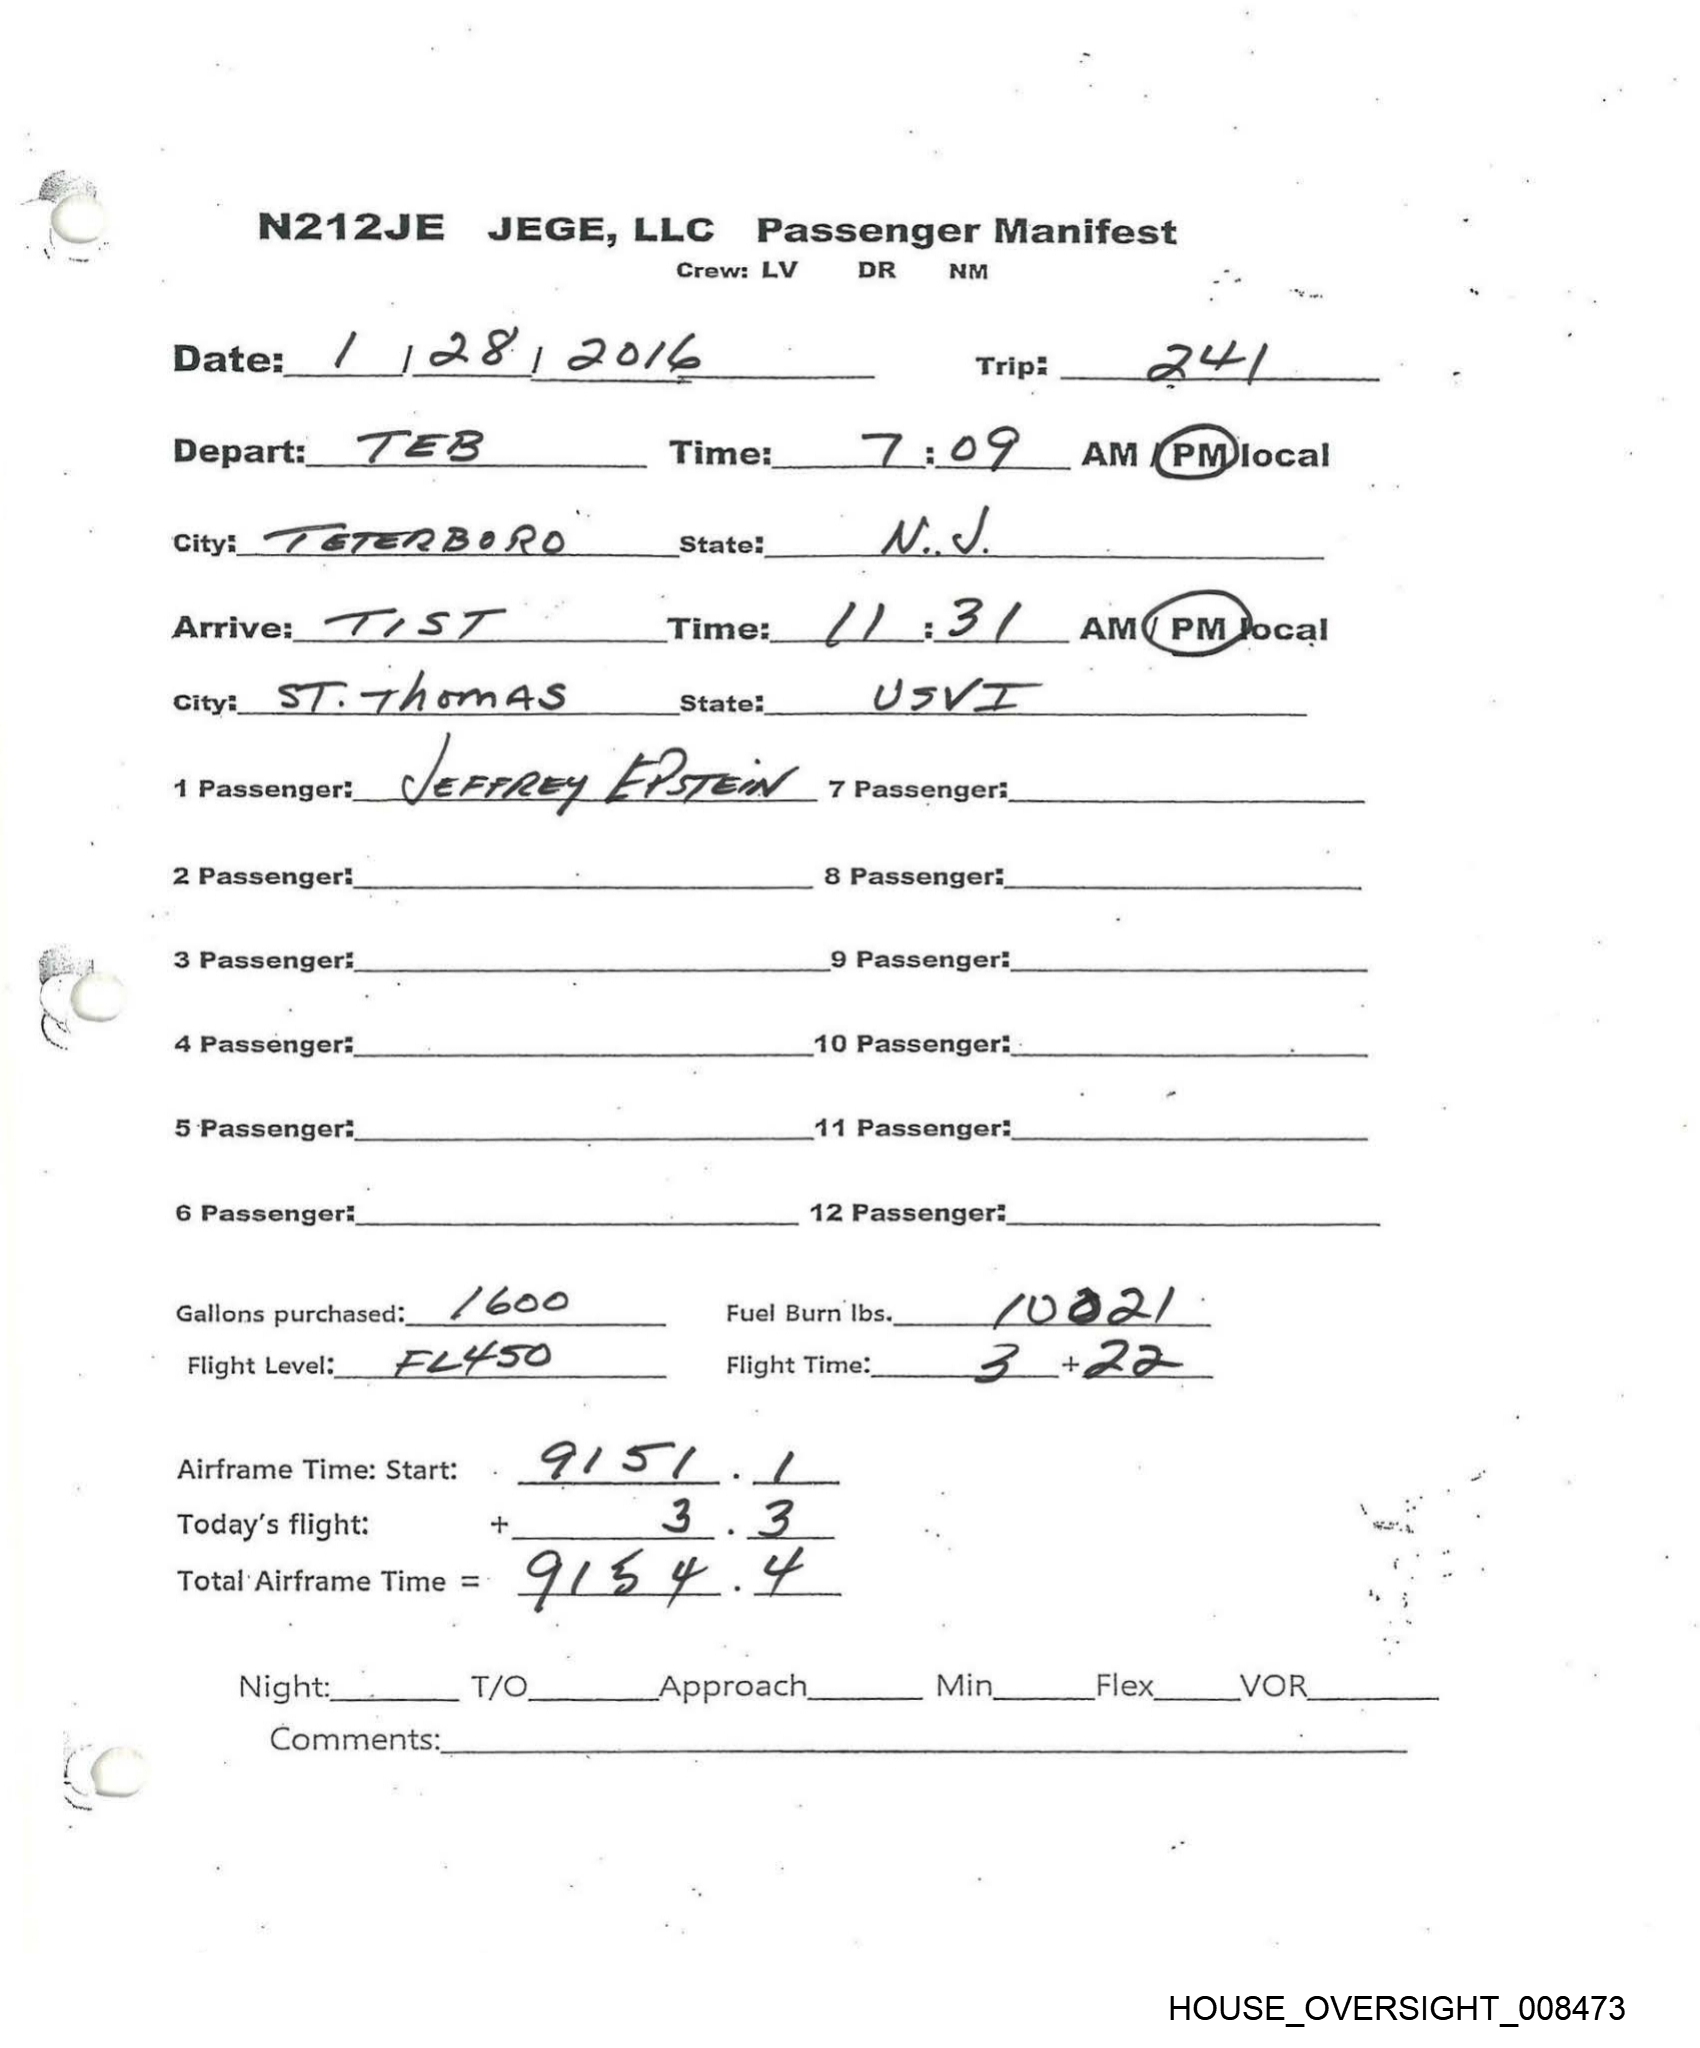 N212JE JEGE, LLC Passenger Manifest
Crew: LV DR NM
Date: 1 / 28 / 2016 Trip: 241
Depart: TEB Time: 7 : 09 AM / PM local
City: TETERBORO State: N.J.
Arrive: TIST Time: 11 : 31 AM / PM local
City: ST. Thomas State: USVI
1 Passenger: JEFFREY EPSTEIN 7 Passenger:
2 Passenger: 8 Passenger:
3 Passenger: 9 Passenger:
4 Passenger: 10 Passenger:
5 Passenger: 11 Passenger:
6 Passenger: 12 Passenger:
Gallons purchased: 1600 Fuel Burn lbs. 10021
Flight Level: FL450 Flight Time: 3 + 22
Airframe Time: Start: 9151 . 1
Today's flight: + 3 . 3
Total Airframe Time = 9154 . 4
Night: T/O Approach Min Flex VOR
Comments:
HOUSE_OVERSIGHT_008473